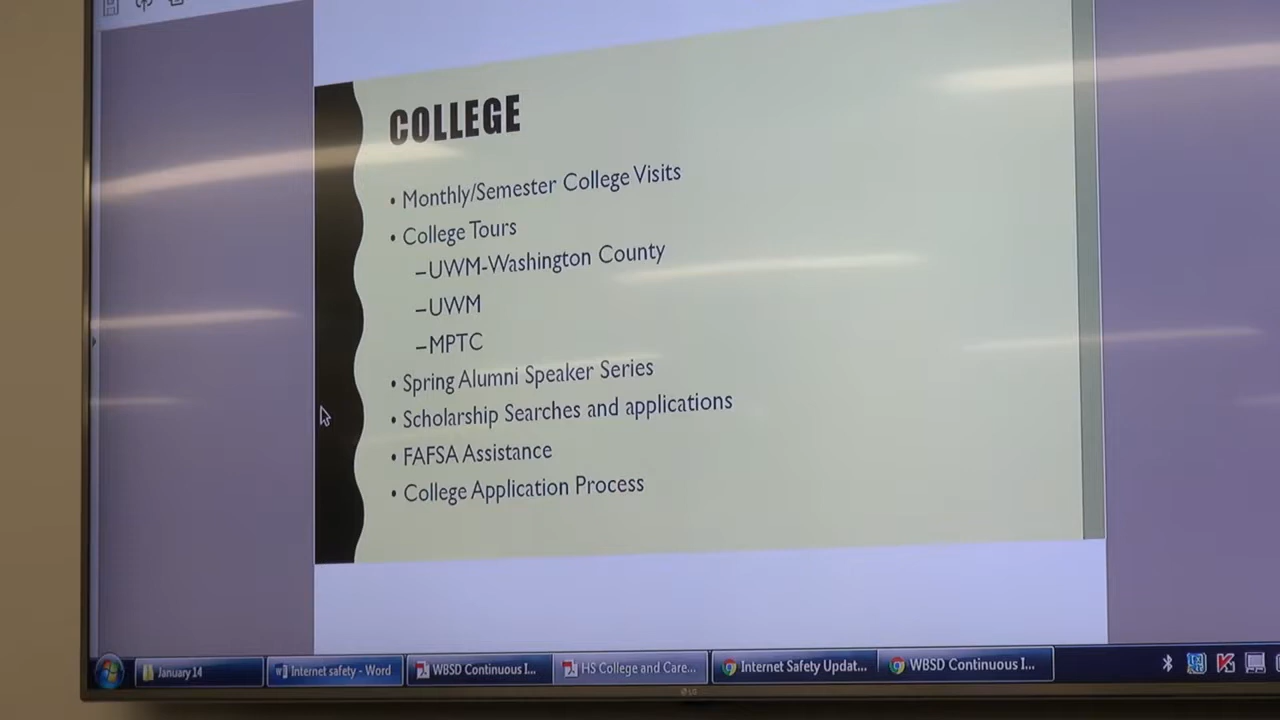 COLLEGE
• Monthly/Semester College Visits
• College Tours
–UWM-Washington County
–UWM
–MPTC
• Spring Alumni Speaker Series
• Scholarship Searches and applications
• FAFSA Assistance
• College Application Process
January 14
Internet safety - Word
WBSD Continuous I...
HS College and Care...
Internet Safety Updat...
WBSD Continuous I...
LG